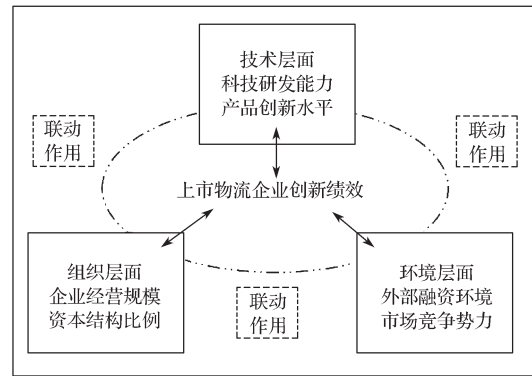 技术层面
科技研发能力
产品创新水平
联动
作用
联动
作用
上市物流企业创新绩效
组织层面
企业经营规模
资本结构比例
联动
作用
环境层面
外部融资环境
市场竞争势力